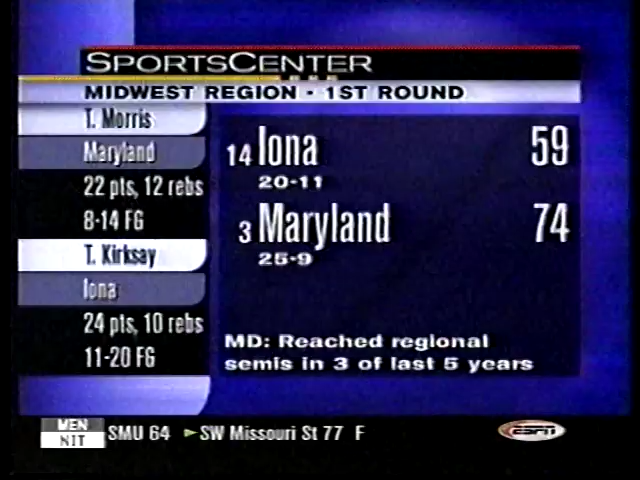 SPORTSCENTER
MIDWEST REGION · 1ST ROUND
T. Morris
Maryland
22 pts, 12 rebs
8-14 FG
T. Kirksay
Iona
24 pts, 10 rebs
11-20 FG
14 Iona 59
20-11
3 Maryland 74
25-9
MD: Reached regional
semis in 3 of last 5 years
MEN
NIT
SMU 64 ►SW Missouri St 77 F
ESPN